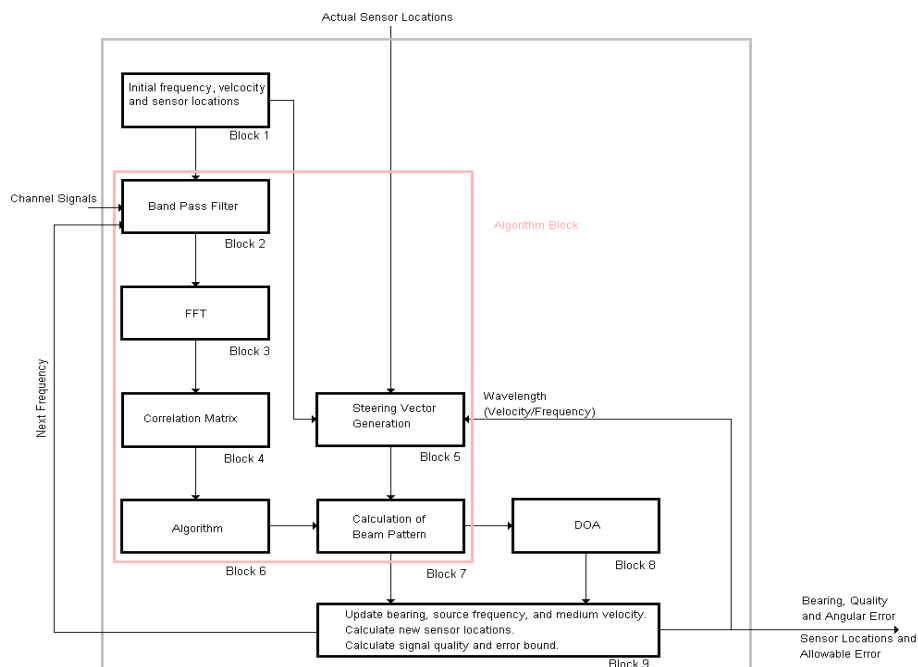 Actual Sensor Locations
Initial frequency, velcocity
and sensor locations
Block 1
Channel Signals
Band Pass Filter
Block 2
Algorithm Block
FFT
Block 3
Next Frequency
Correlation Matrix
Block 4
Steering Vector
Generation
Block 5
Wavelength
(Velocity/Frequency)
Algorithm
Block 6
Calculation of
Beam Pattern
Block 7
DOA
Block 8
Update bearing, source frequency, and medium velocity.
Calculate new sensor locations.
Calculate signal quality and error bound.
Block 9
Bearing, Quality
and Angular Error
Sensor Locations and
Allowable Error